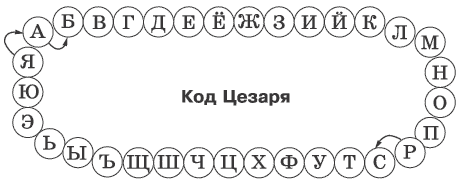 А Б В Г Д Е Ё Ж З И Й К Л М Н О П Р С Т У Ф Х Ц Ч Ш Щ Ъ Ы Ь Э Ю Я
Код Цезаря